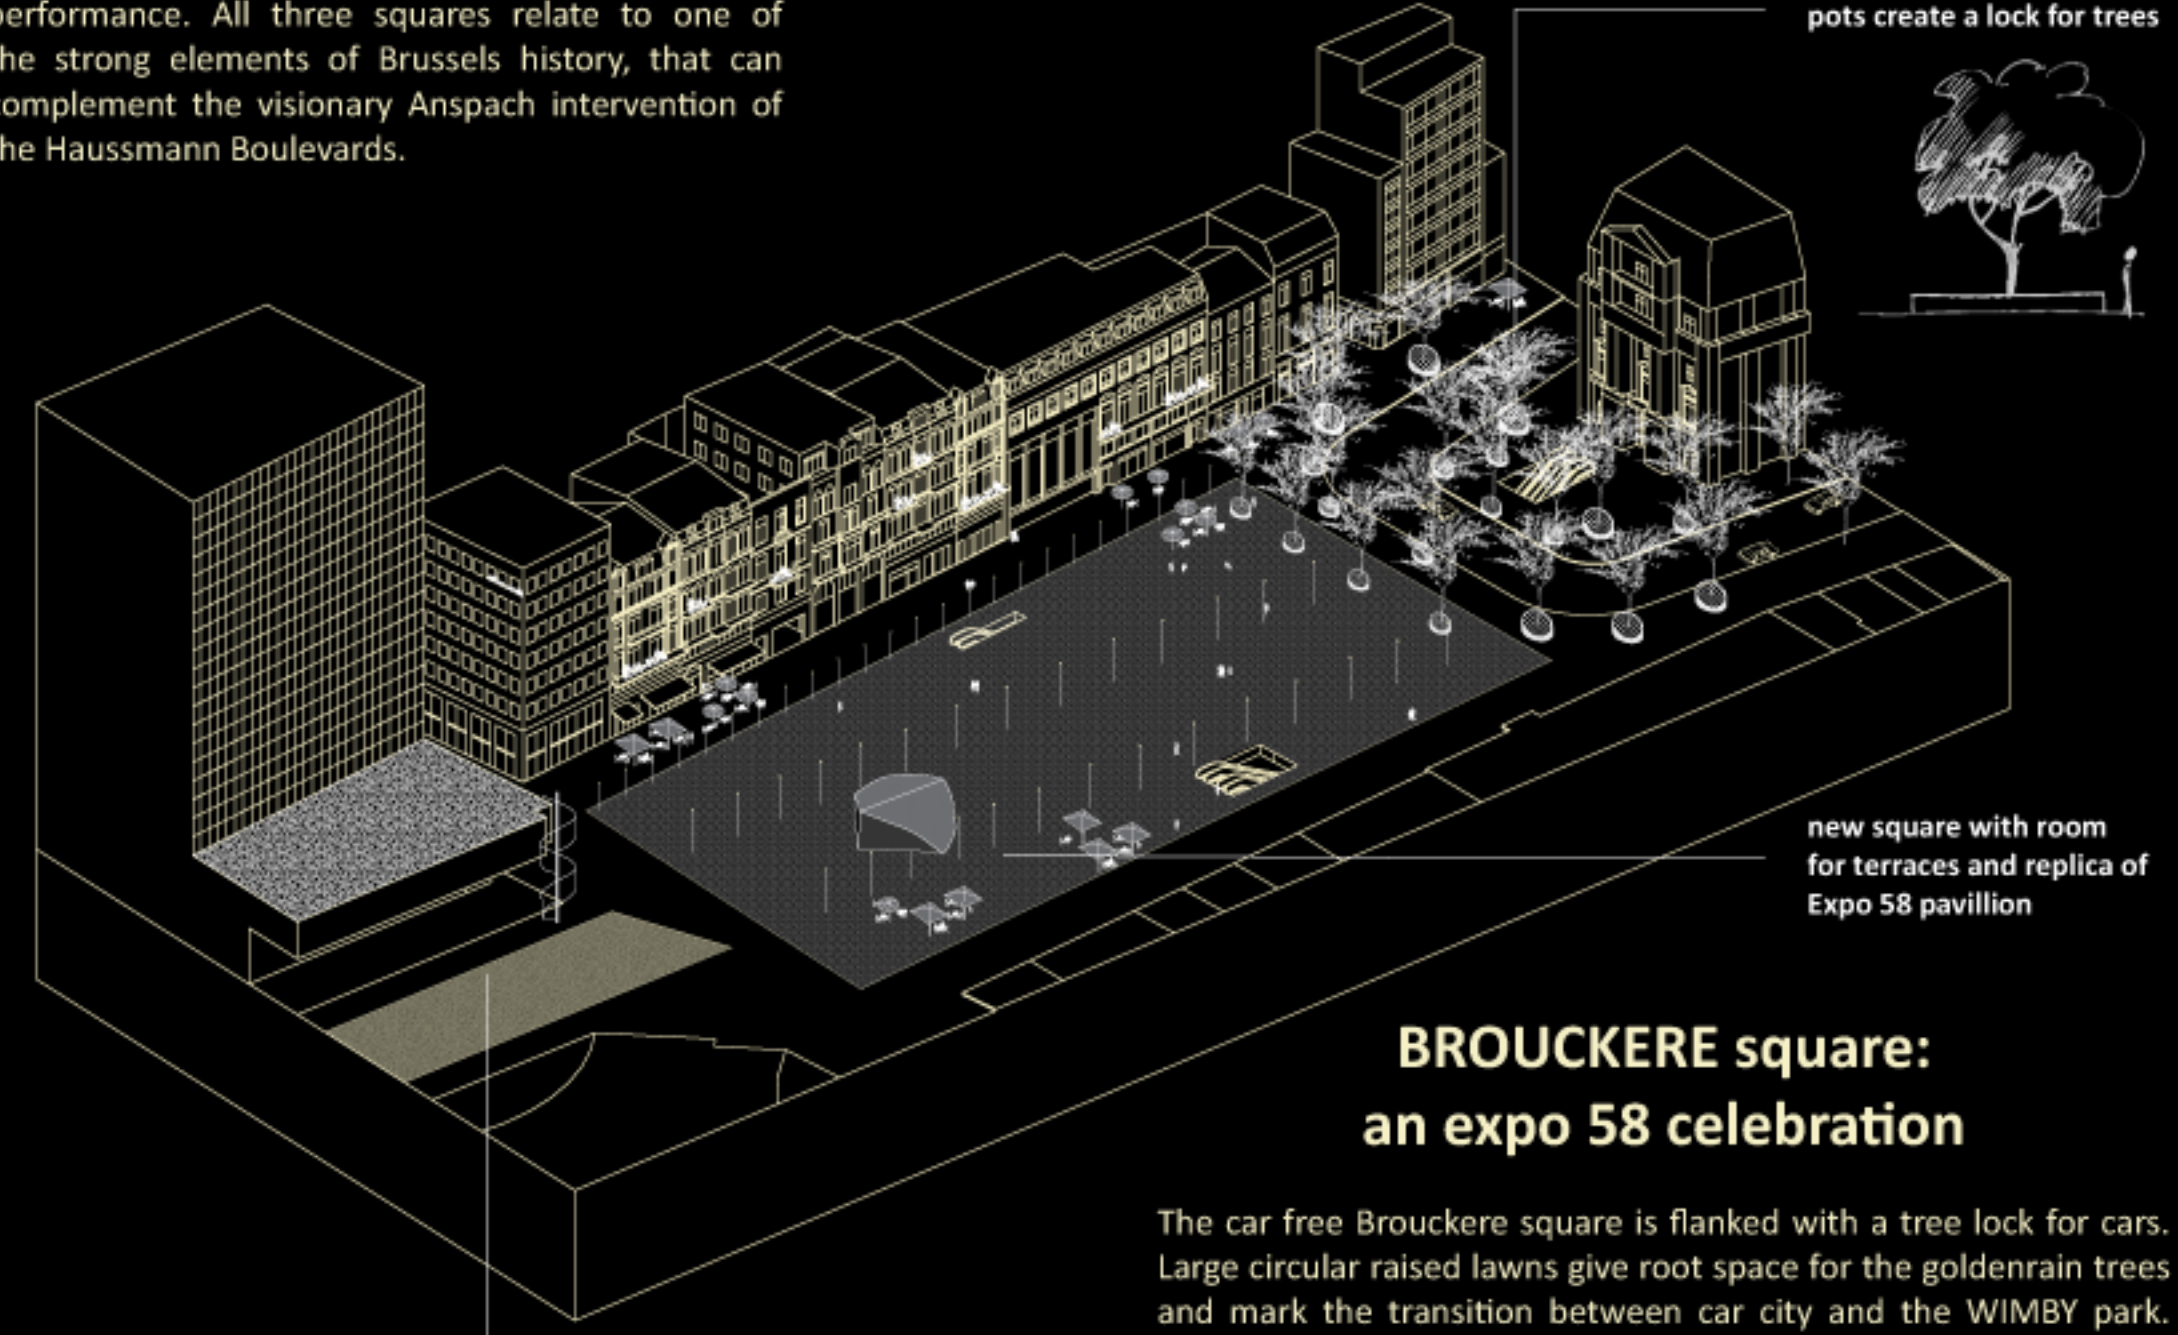 performance. All three squares relate to one of
the strong elements of Brussels history, that can
complement the visionary Anspach intervention of
the Haussmann Boulevards.
pots create a lock for trees
new square with room
for terraces and replica of
Expo 58 pavillion
BROUCKERE square:
an expo 58 celebration
The car free Brouckere square is flanked with a tree lock for cars.
Large circular raised lawns give root space for the goldenrain trees
and mark the transition between car city and the WIMBY park.